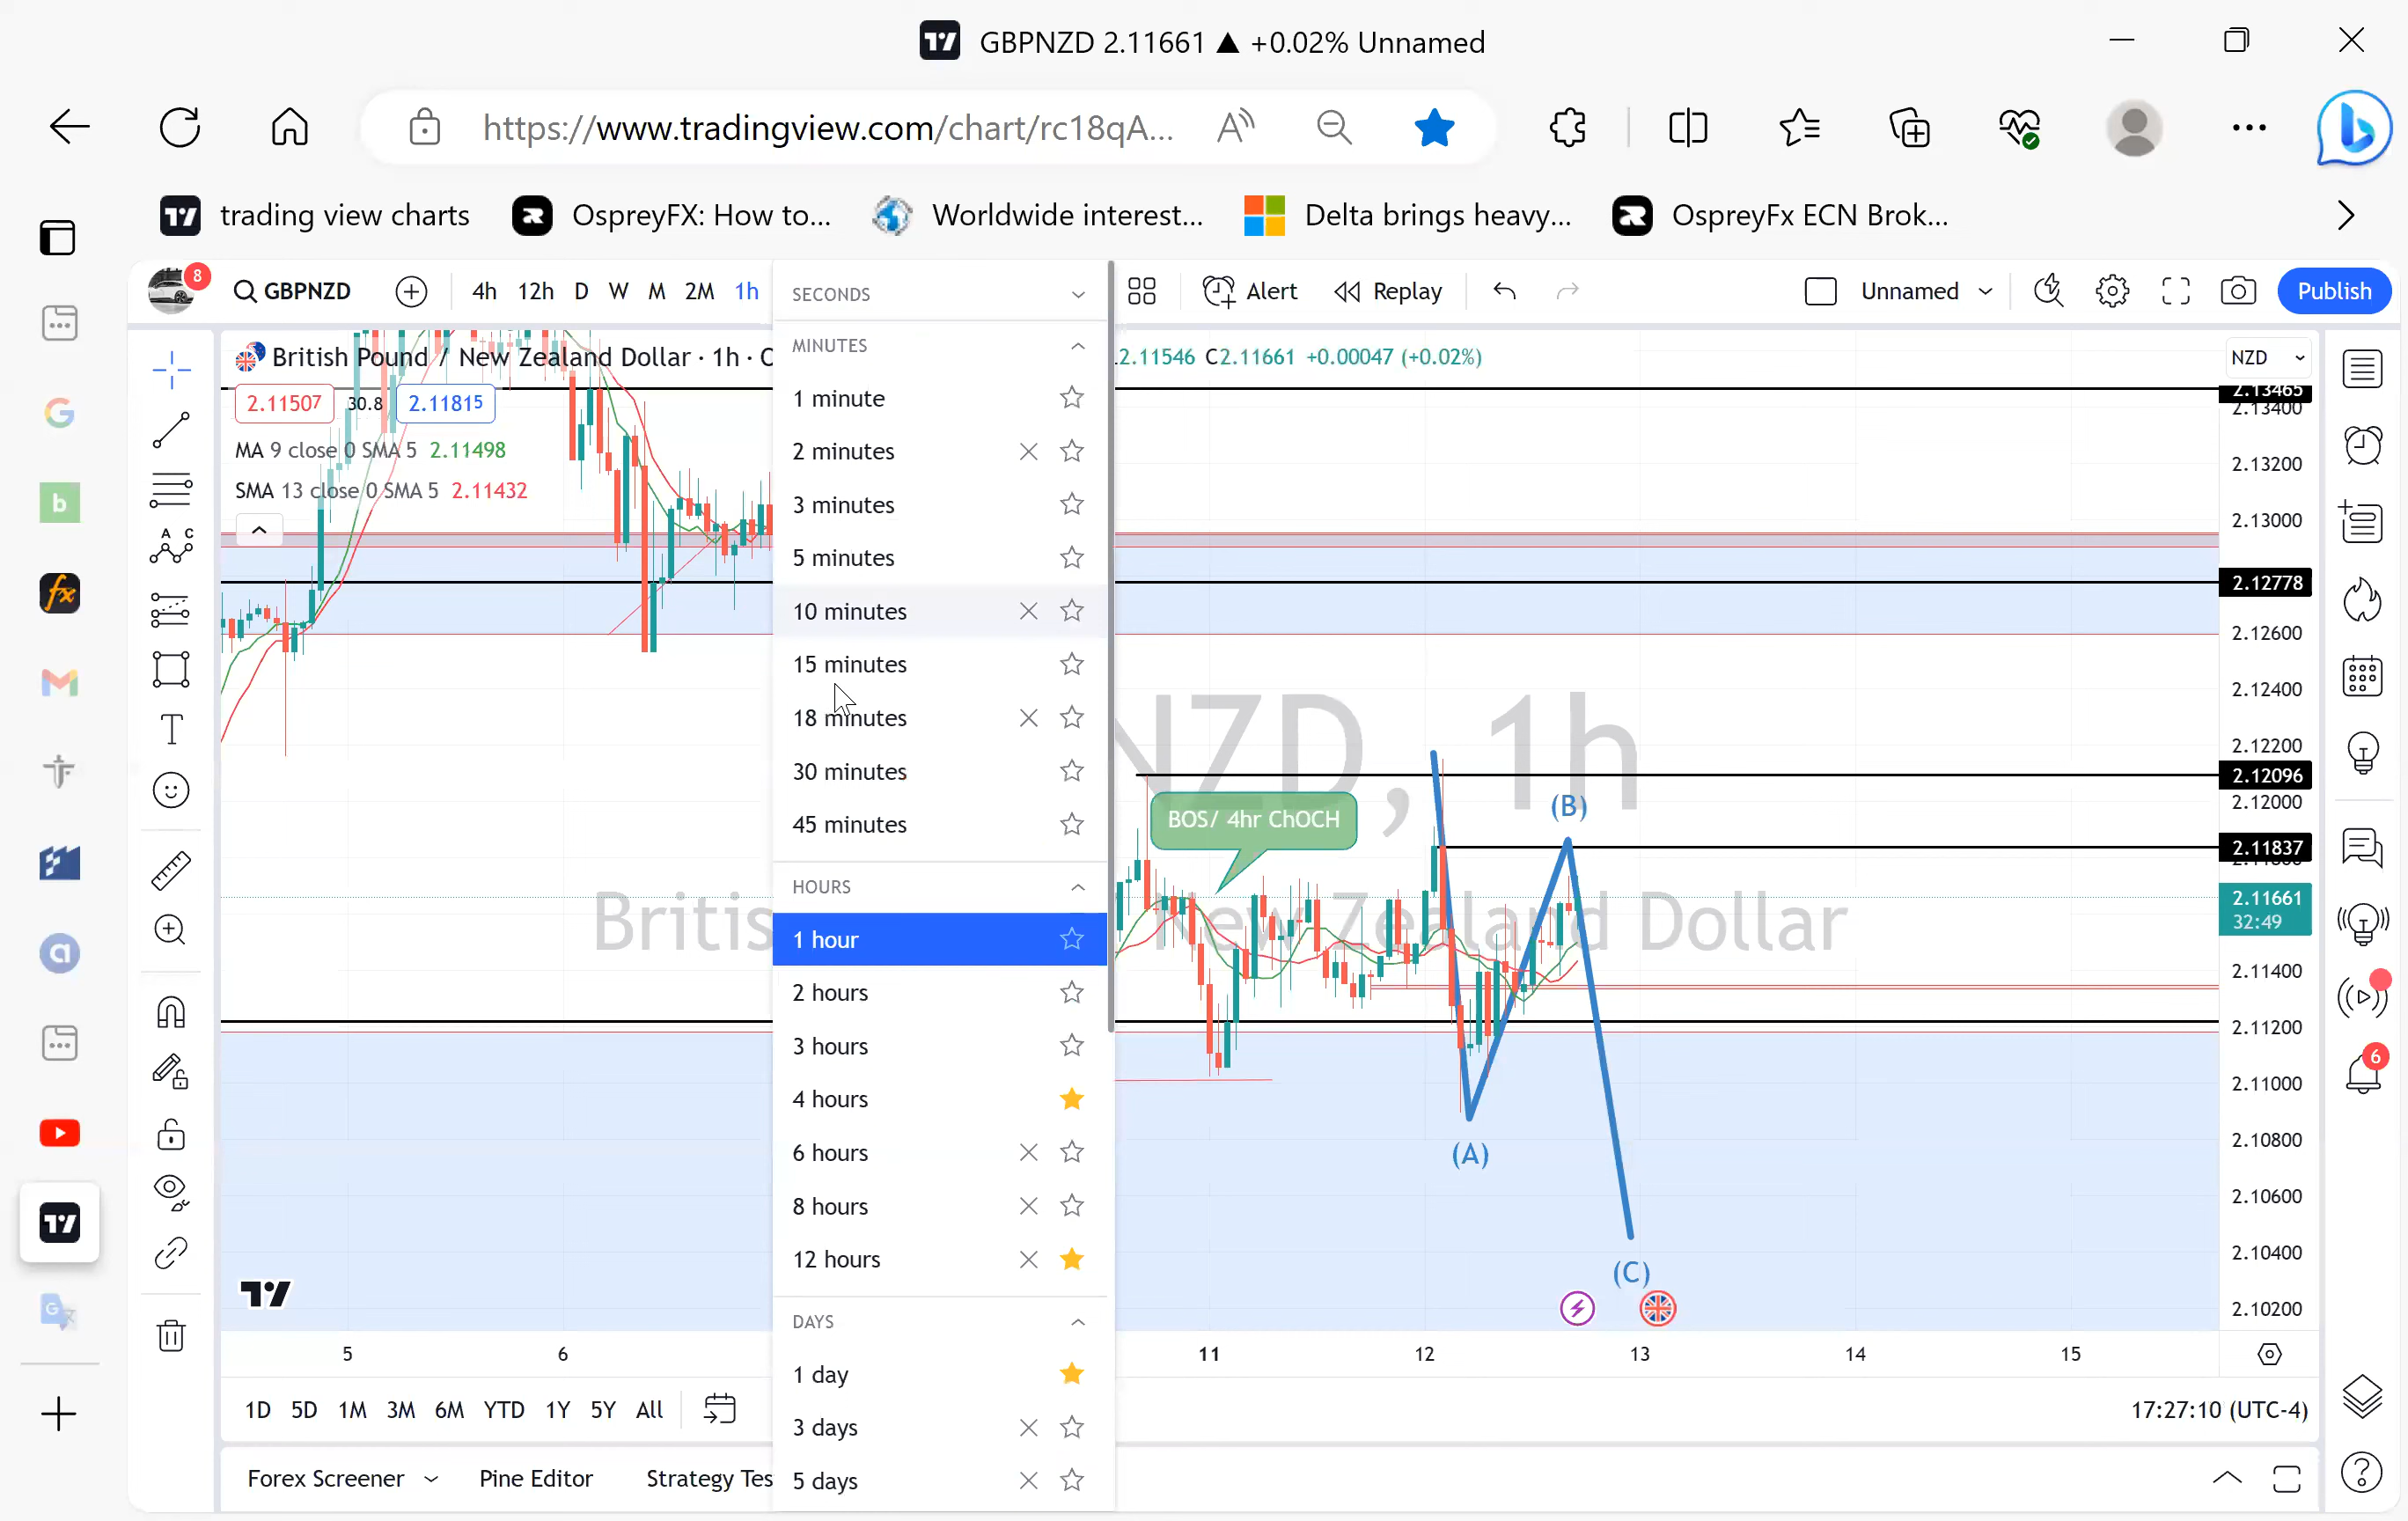 GBPNZD 2.11661 ▲ +0.02% Unnamed
https://www.tradingview.com/chart/rc18qA...
trading view charts
OspreyFX: How to...
Worldwide interest...
Delta brings heavy...
OspreyFx ECN Brok...
8
GBPNZD
4h 12h D W M 2M 1h
Alert
Replay
Unnamed
Publish
British Pound / New Zealand Dollar · 1h ·
2.11546 C2.11661 +0.00047 (+0.02%)
NZD
2.11507 30.8 2.11815
MA 9 close 0 SMA 5 2.11498
SMA 13 close 0 SMA 5 2.11432
SECONDS
MINUTES
1 minute
2 minutes
3 minutes
5 minutes
10 minutes
15 minutes
18 minutes
30 minutes
45 minutes
HOURS
1 hour
2 hours
3 hours
4 hours
6 hours
8 hours
12 hours
DAYS
1 day
3 days
5 days
NZD, 1h
Britis
New Zealand Dollar
BOS/ 4hr ChOCH
(B)
(A)
(C)
2.13465
2.13400
2.13200
2.13000
2.12778
2.12600
2.12400
2.12200
2.12096
2.12000
2.11837
2.11661
32:49
2.11400
2.11200
2.11000
2.10800
2.10600
2.10400
2.10200
6
5 6 11 12 13 14 15
1D 5D 1M 3M 6M YTD 1Y 5Y All
17:27:10 (UTC-4)
Forex Screener
Pine Editor
Strategy Tes